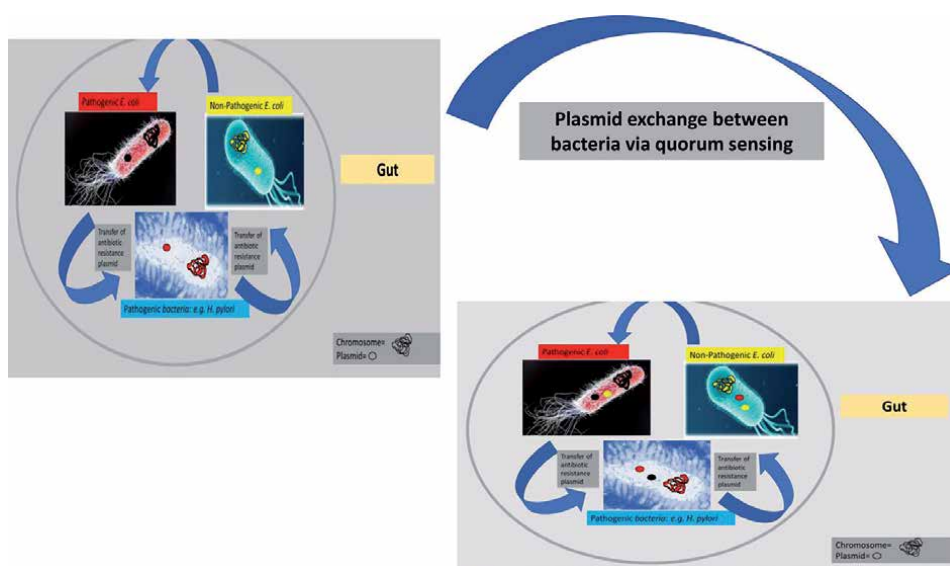 Pathogenic E. coli
Non-Pathogenic E. coli
Gut
Transfer of
antibiotic
resistance
plasmid
Transfer of
antibiotic
resistance
plasmid
Pathogenic bacteria: e.g. H. pylori
Chromosome=
Plasmid=
Plasmid exchange between
bacteria via quorum sensing
Pathogenic E. coli
Non-Pathogenic E. coli
Gut
Transfer of
antibiotic
resistance
plasmid
Transfer of
antibiotic
resistance
plasmid
Pathogenic bacteria: e.g. H. pylori
Chromosome=
Plasmid=